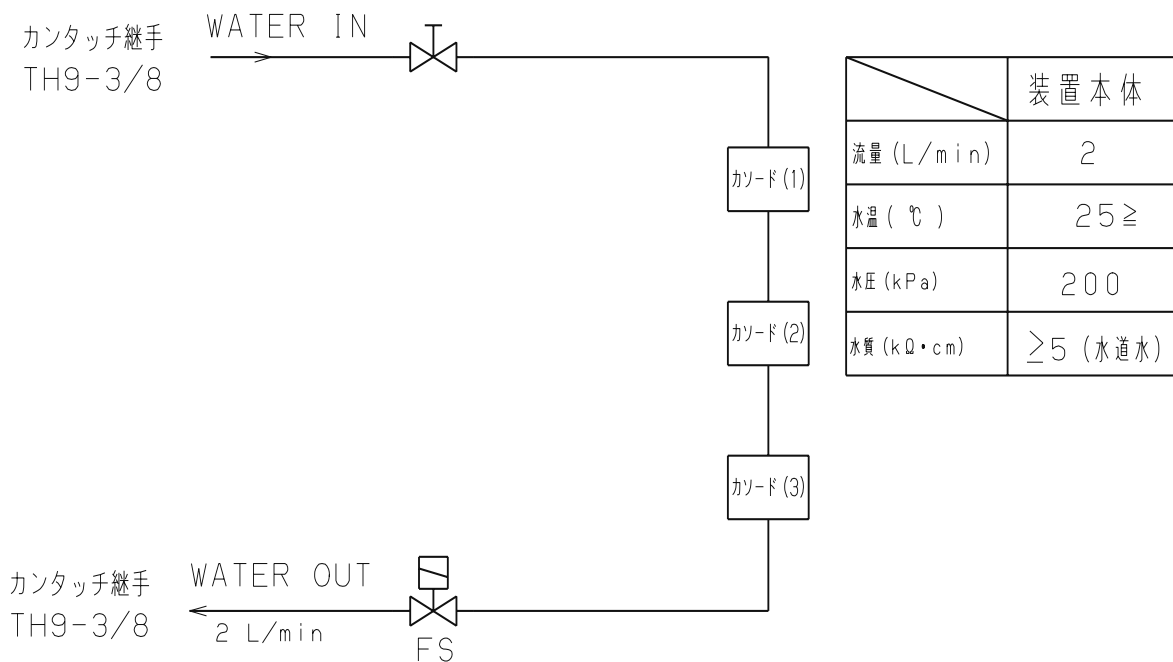 カンタッチ継手
TH9-3/8
WATER IN
装置本体
流量(L/min) 2
水温( ℃ ) 25≧
水圧(kPa) 200
水質(kΩ・cm) ≧5 (水道水)
カソード(1)
カソード(2)
カソード(3)
カンタッチ継手
TH9-3/8
WATER OUT
2 L/min
FS